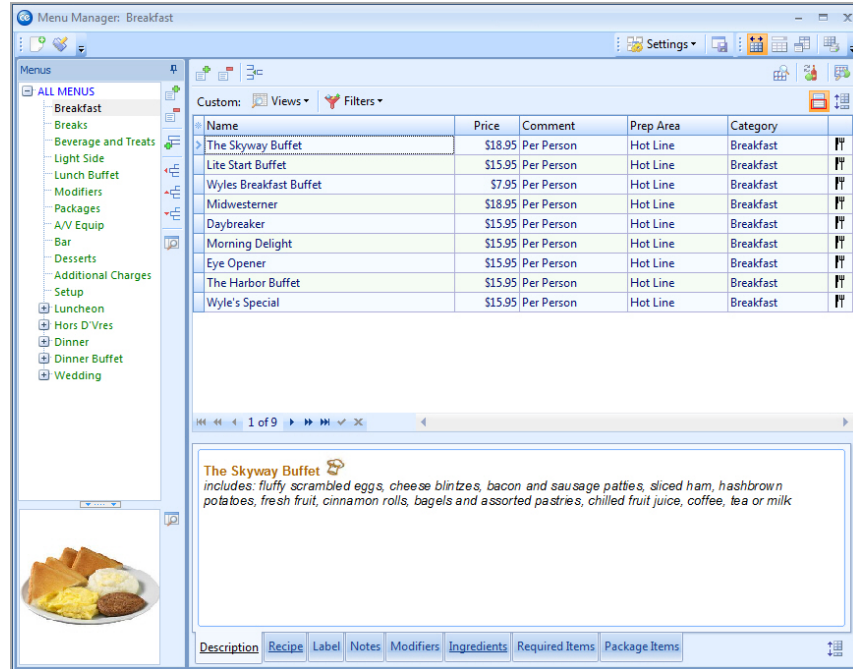 ce Menu Manager: Breakfast
Settings
Menus
ALL MENUS
Breakfast
Breaks
Beverage and Treats
Light Side
Lunch Buffet
Modifiers
Packages
A/V Equip
Bar
Desserts
Additional Charges
Setup
Luncheon
Hors D'Vres
Dinner
Dinner Buffet
Wedding
Custom: Views Filters
Name Price Comment Prep Area Category
The Skyway Buffet $18.95 Per Person Hot Line Breakfast
Lite Start Buffet $15.95 Per Person Hot Line Breakfast
Wyles Breakfast Buffet $7.95 Per Person Hot Line Breakfast
Midwesterner $18.95 Per Person Hot Line Breakfast
Daybreaker $15.95 Per Person Hot Line Breakfast
Morning Delight $15.95 Per Person Hot Line Breakfast
Eye Opener $15.95 Per Person Hot Line Breakfast
The Harbor Buffet $15.95 Per Person Hot Line Breakfast
Wyle's Special $15.95 Per Person Hot Line Breakfast
1 of 9
The Skyway Buffet
includes: fluffy scrambled eggs, cheese blintzes, bacon and sausage patties, sliced ham, hashbrown
potatoes, fresh fruit, cinnamon rolls, bagels and assorted pastries, chilled fruit juice, coffee, tea or milk
Description Recipe Label Notes Modifiers Ingredients Required Items Package Items